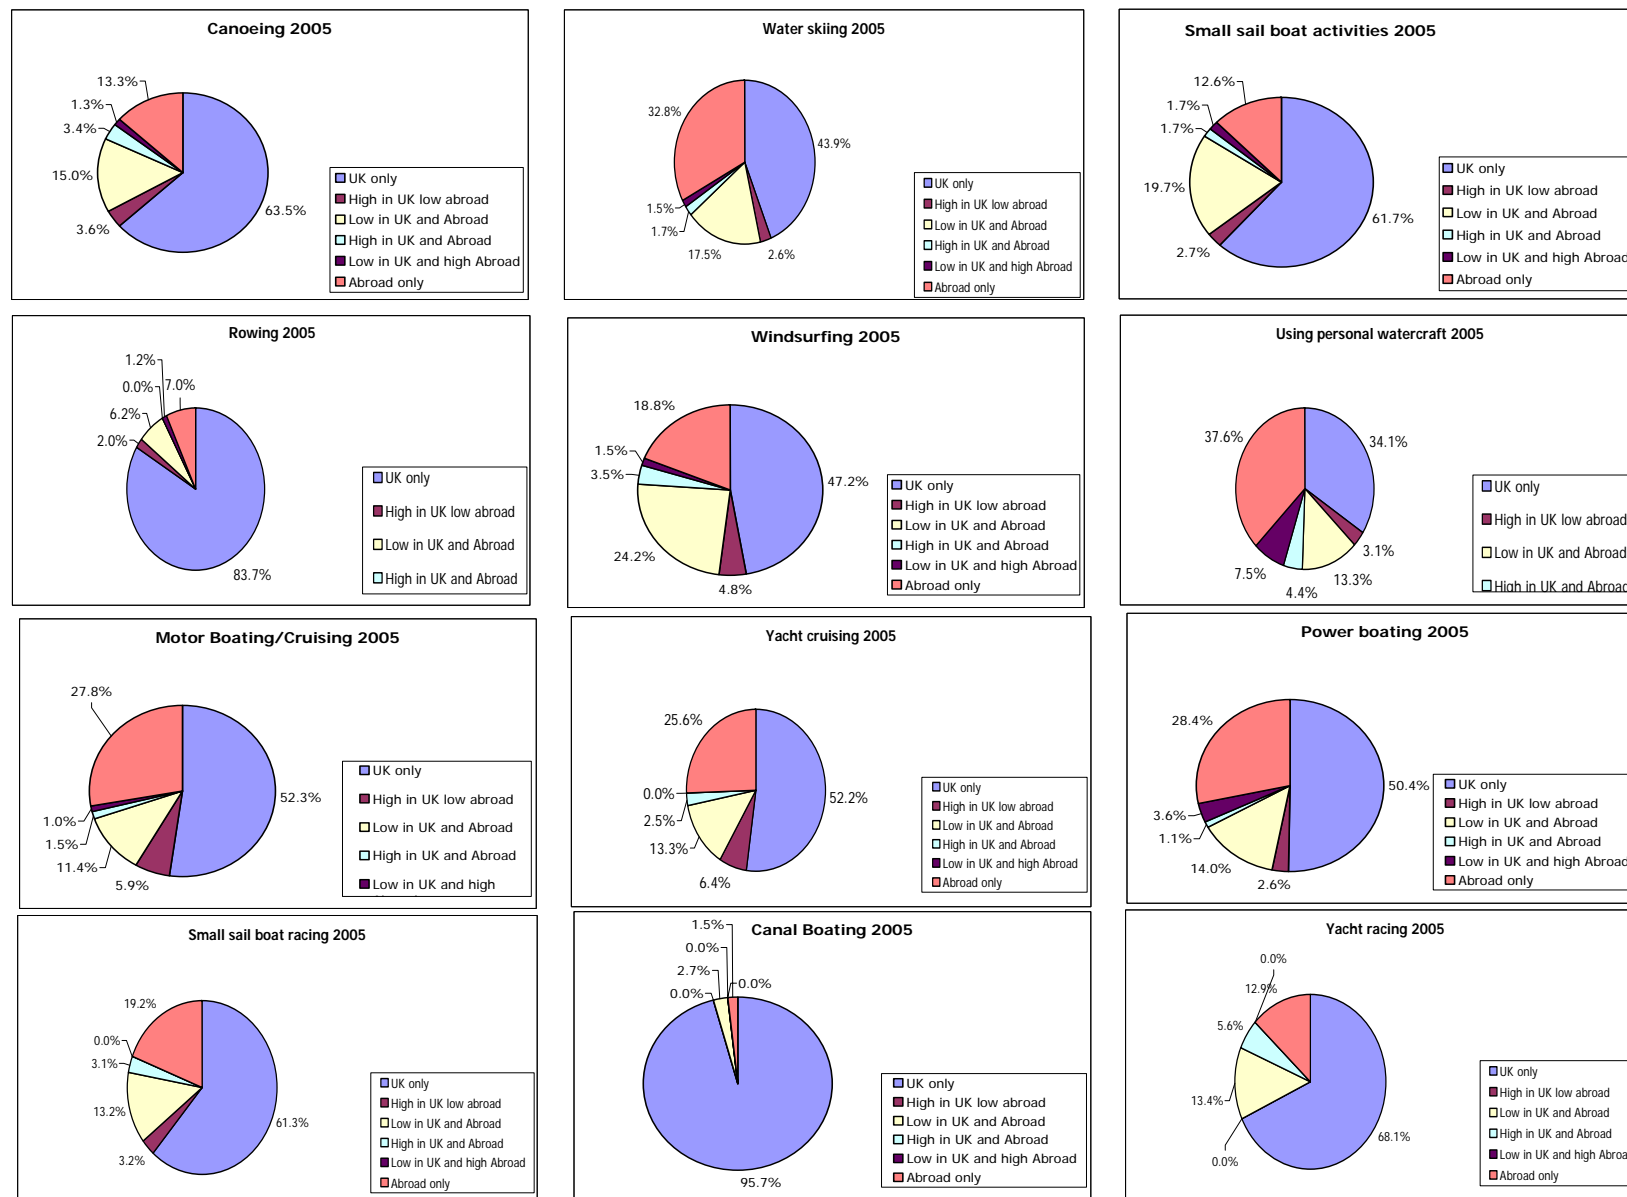 Canoeing 2005
13.3%
1.3%
3.4%
15.0%
3.6%
63.5%
UK only
High in UK low abroad
Low in UK and Abroad
High in UK and Abroad
Low in UK and high Abroad
Abroad only
Water skiing 2005
32.8%
43.9%
1.5%
1.7%
17.5%
2.6%
UK only
High in UK low abroad
Low in UK and Abroad
High in UK and Abroad
Low in UK and high Abroad
Abroad only
Small sail boat activities 2005
12.6%
1.7%
1.7%
19.7%
2.7%
61.7%
UK only
High in UK low abroad
Low in UK and Abroad
High in UK and Abroad
Low in UK and high Abroad
Abroad only
Rowing 2005
1.2%
0.0%
7.0%
6.2%
2.0%
83.7%
UK only
High in UK low abroad
Low in UK and Abroad
High in UK and Abroad
Windsurfing 2005
18.8%
1.5%
3.5%
47.2%
24.2%
4.8%
UK only
High in UK low abroad
Low in UK and Abroad
High in UK and Abroad
Low in UK and high Abroad
Abroad only
Using personal watercraft 2005
37.6%
34.1%
3.1%
7.5%
13.3%
4.4%
UK only
High in UK low abroad
Low in UK and Abroad
High in UK and Abroad
Motor Boating/Cruising 2005
27.8%
52.3%
1.0%
1.5%
11.4%
5.9%
UK only
High in UK low abroad
Low in UK and Abroad
High in UK and Abroad
Low in UK and high
Yacht cruising 2005
25.6%
52.2%
0.0%
2.5%
13.3%
6.4%
UK only
High in UK low abroad
Low in UK and Abroad
High in UK and Abroad
Low in UK and high Abroad
Abroad only
Power boating 2005
28.4%
50.4%
3.6%
1.1%
14.0%
2.6%
UK only
High in UK low abroad
Low in UK and Abroad
High in UK and Abroad
Low in UK and high Abroad
Abroad only
Small sail boat racing 2005
19.2%
0.0%
3.1%
13.2%
3.2%
61.3%
UK only
High in UK low abroad
Low in UK and Abroad
High in UK and Abroad
Low in UK and high Abroad
Abroad only
Canal Boating 2005
1.5%
0.0%
2.7%
0.0%
0.0%
95.7%
UK only
High in UK low abroad
Low in UK and Abroad
High in UK and Abroad
Low in UK and high Abroad
Abroad only
Yacht racing 2005
0.0%
12.9%
5.6%
13.4%
0.0%
68.1%
UK only
High in UK low abroad
Low in UK and Abroad
High in UK and Abroad
Low in UK and high Abroad
Abroad only